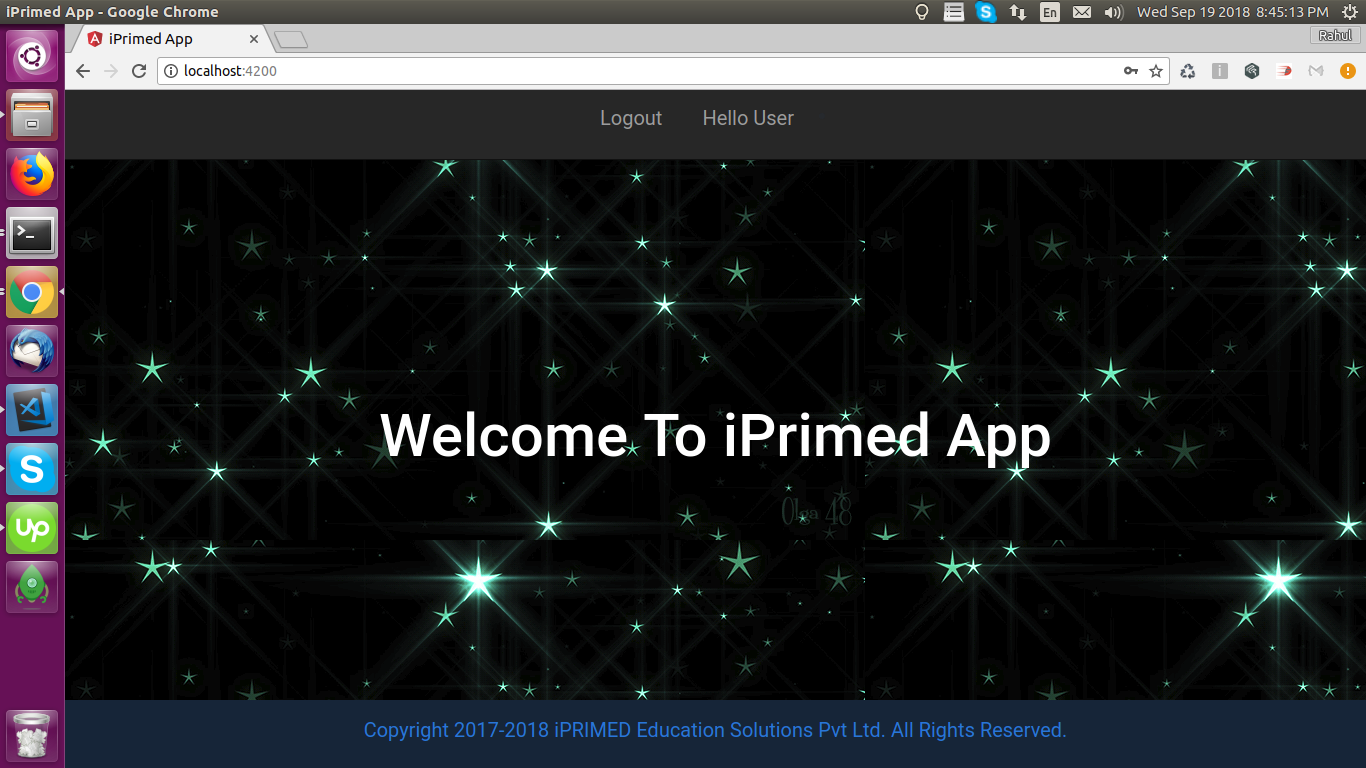 iPrimed App - Google Chrome
En
Wed Sep 19 2018 8:45:13 PM
iPrimed App
Rahul
localhost:4200
Logout Hello User
Welcome To iPrimed App
Olga 48
Copyright 2017-2018 iPRIMED Education Solutions Pvt Ltd. All Rights Reserved.
S
Up